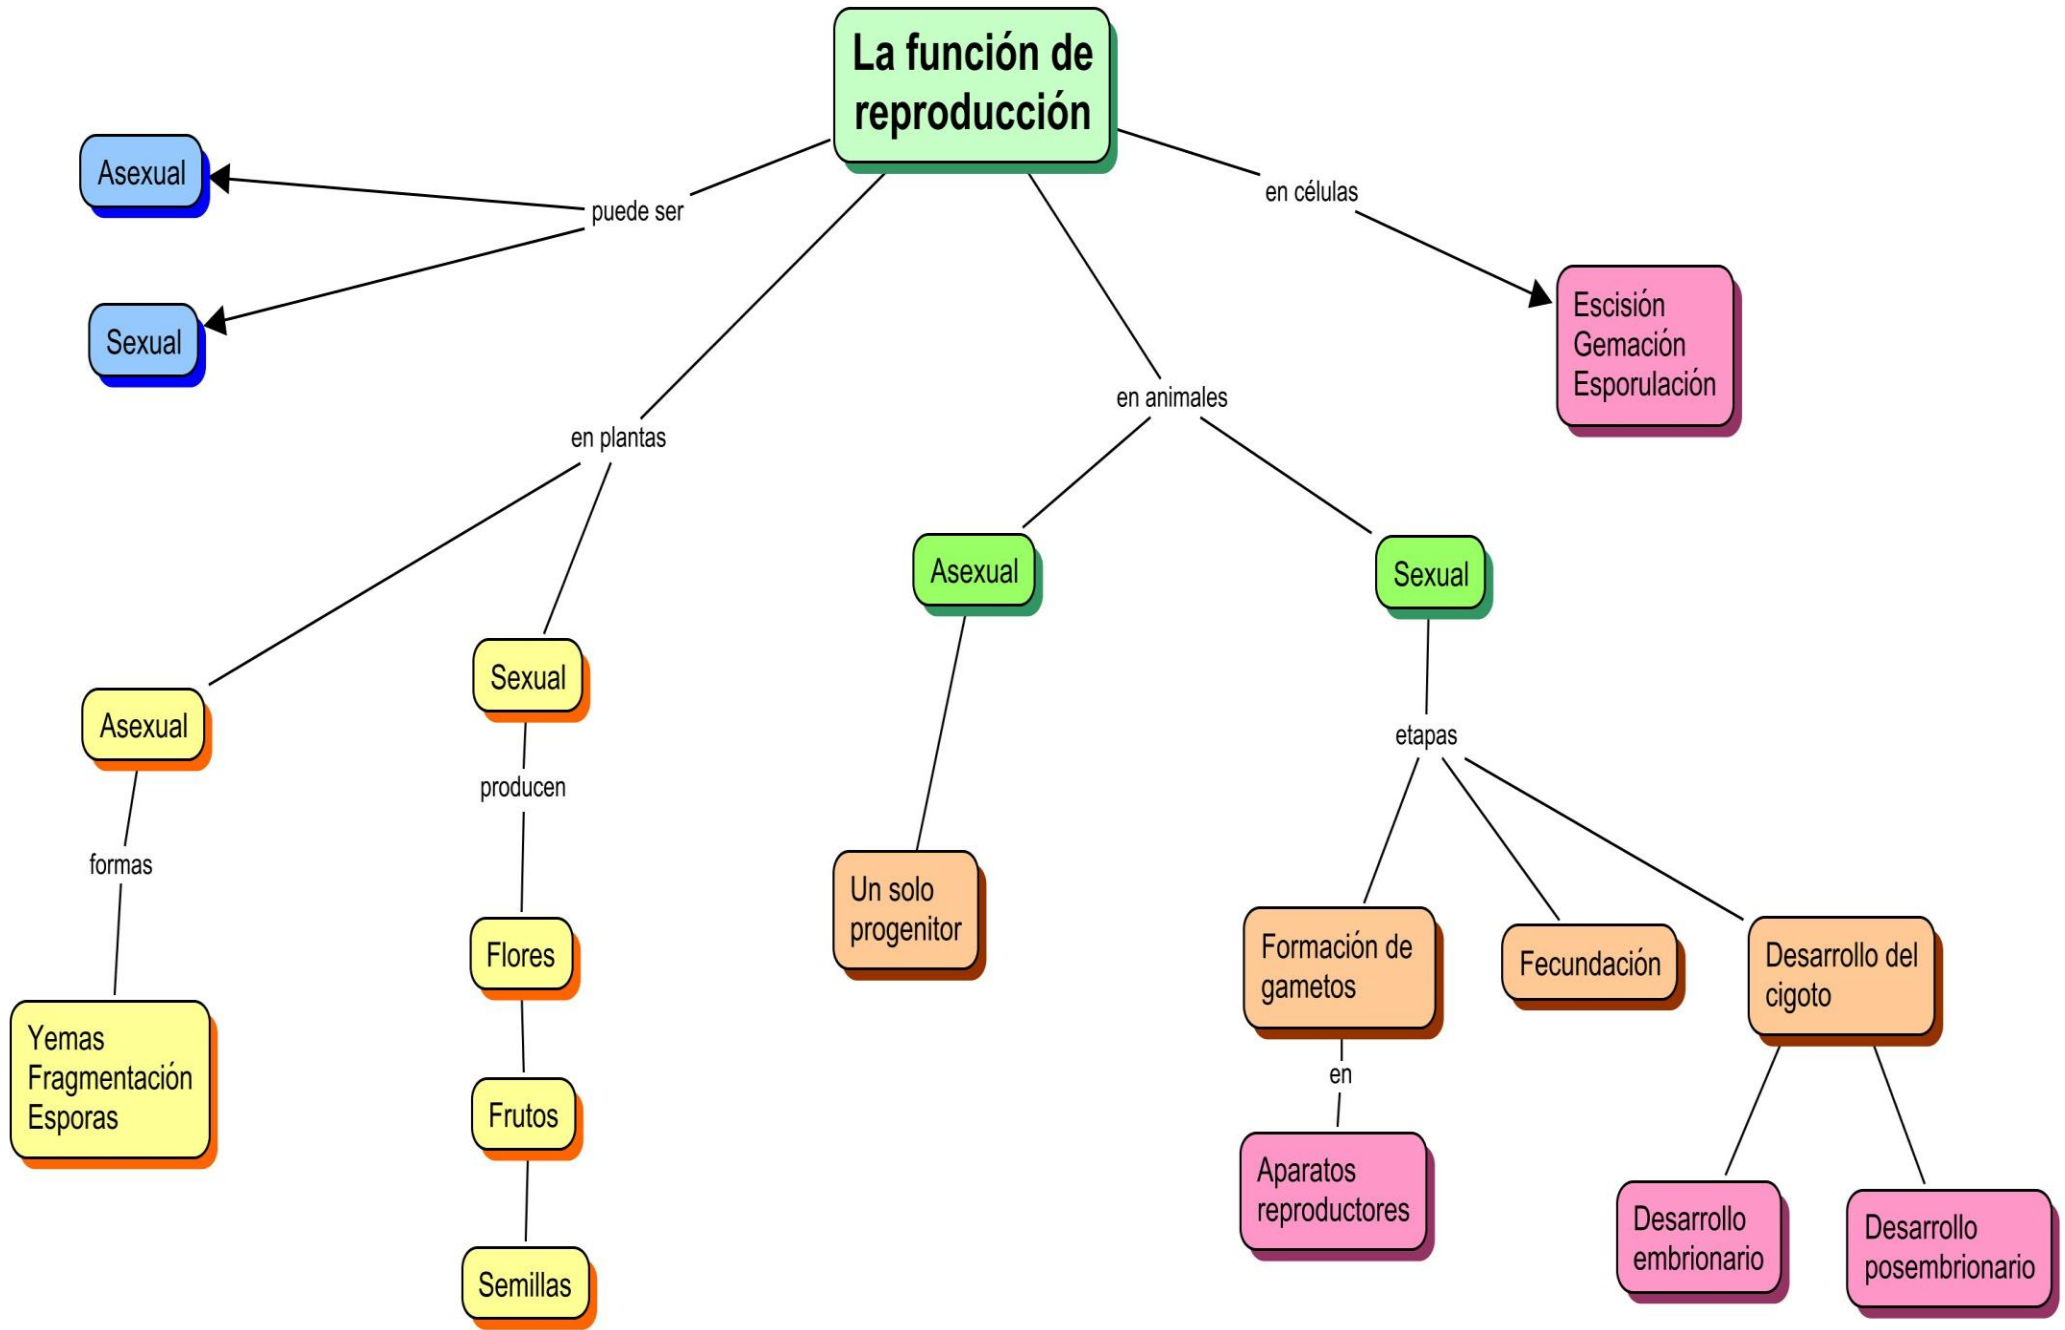 La función de
reproducción
puede ser
Asexual
Sexual
en células
Escisión
Gemación
Esporulación
en plantas
Asexual
formas
Yemas
Fragmentación
Esporas
Sexual
producen
Flores
Frutos
Semillas
en animales
Asexual
Un solo
progenitor
Sexual
etapas
Formación de
gametos
en
Aparatos
reproductores
Fecundación
Desarrollo del
cigoto
Desarrollo
embrionario
Desarrollo
posembrionario